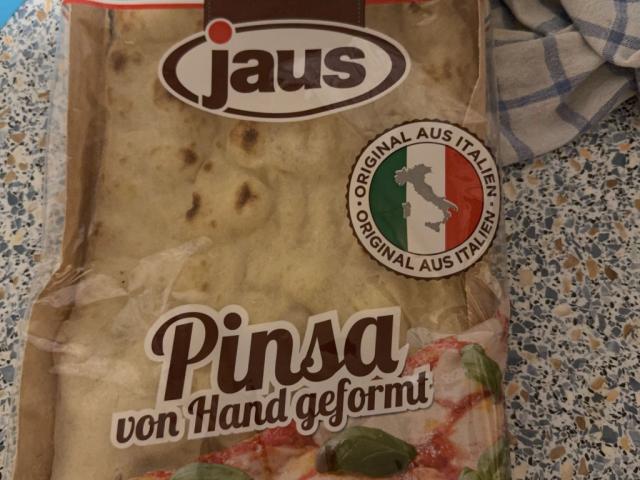 jaus
· ORIGINAL AUS ITALIEN ·
ORIGINAL AUS ITALIEN
Pinsa
von Hand geformt